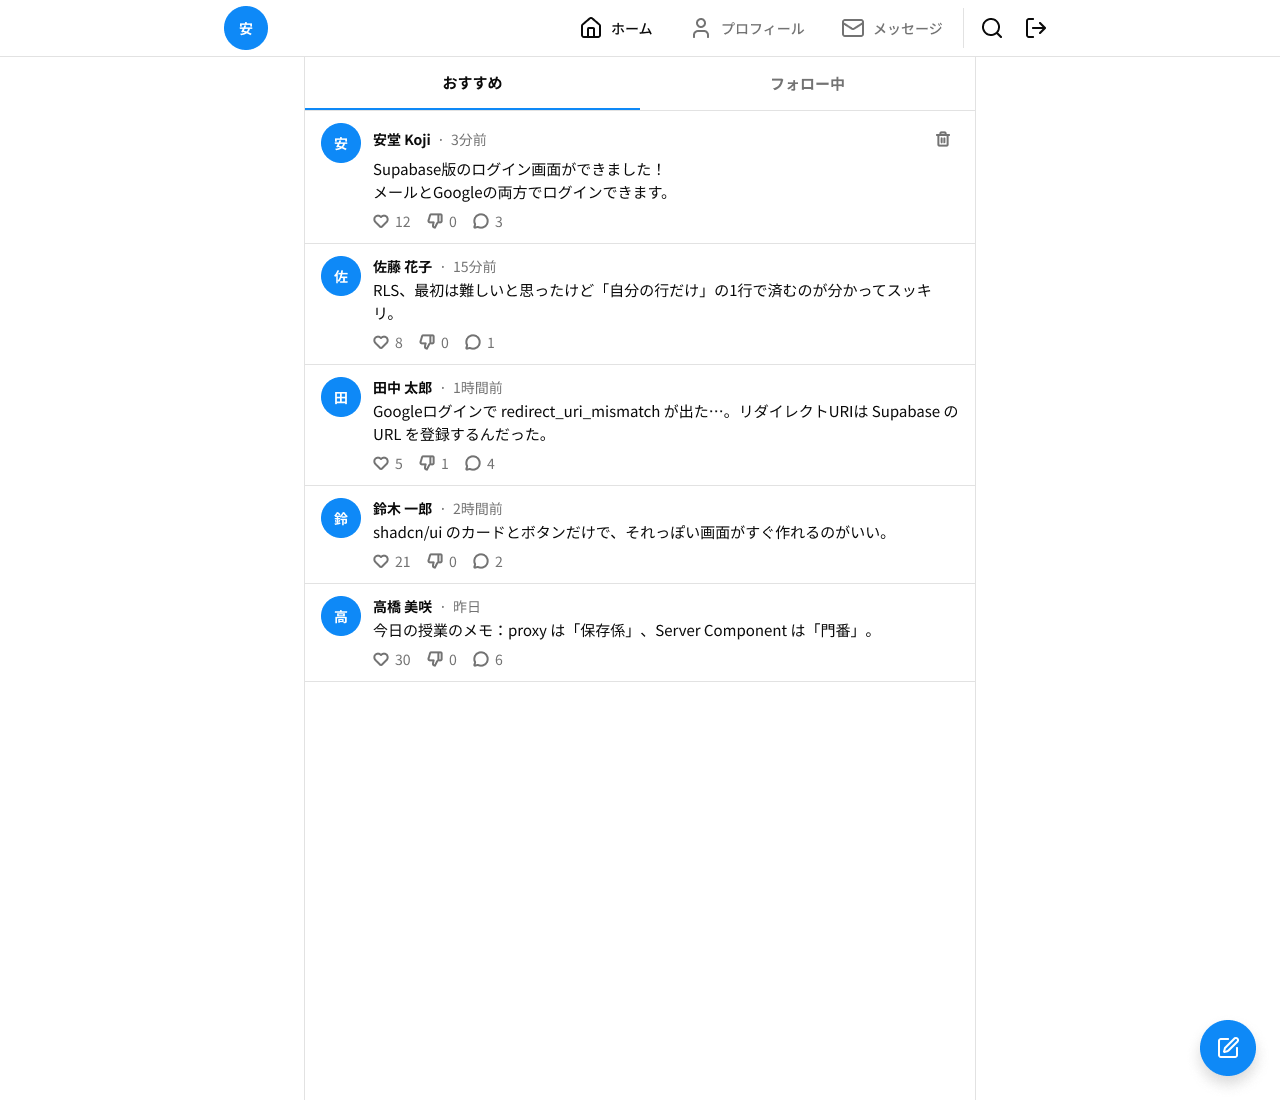 安 ホーム プロフィール メッセージ
おすすめ フォロー中
安 安堂 Koji · 3分前
Supabase版のログイン画面ができました！
メールとGoogleの両方でログインできます。
12 0 3
佐 佐藤 花子 · 15分前
RLS、最初は難しいと思ったけど「自分の行だけ」の1行で済むのが分かってスッキ
リ。
8 0 1
田 田中 太郎 · 1時間前
Googleログインで redirect_uri_mismatch が出た…。リダイレクトURIは Supabase の
URL を登録するんだった。
5 1 4
鈴 鈴木 一郎 · 2時間前
shadcn/ui のカードとボタンだけで、それっぽい画面がすぐ作れるのがいい。
21 0 2
高 高橋 美咲 · 昨日
今日の授業のメモ：proxy は「保存係」、Server Component は「門番」。
30 0 6